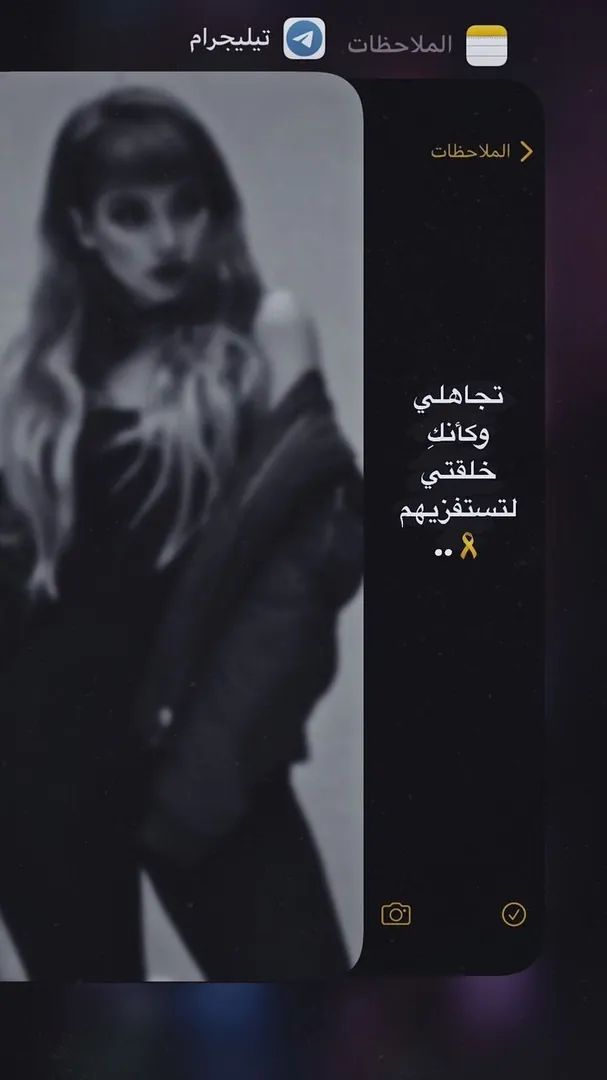 الملاحظات
تيليجرام
الملاحظات
تجاهلي
وكأنكِ
خلقتي
لتستفزيهم
🎗️..